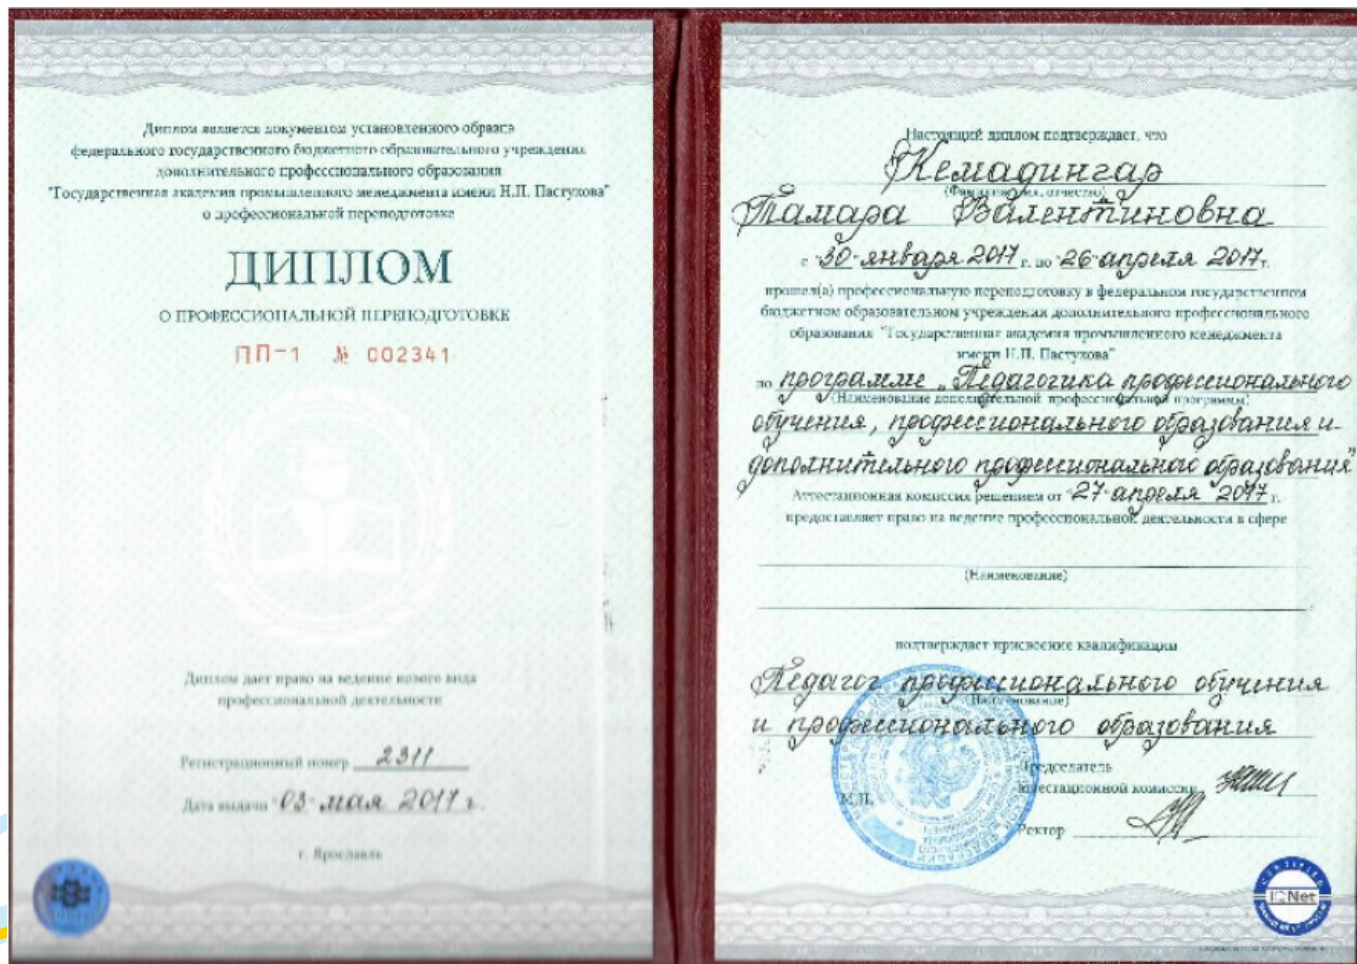 Диплом является документом установленного образца
федерального государственного бюджетного образовательного учреждения
дополнительного профессионального образования
"Государственная академия промышленного менеджмента имени Н.П. Пастухова"
о профессиональной переподготовке
ДИПЛОМ
О ПРОФЕССИОНАЛЬНОЙ ПЕРЕПОДГОТОВКЕ
ПП-1 № 002341
Диплом дает право на ведение нового вида
профессиональной деятельности
Регистрационный номер 2311
Дата выдачи "03" мая 2017 г.
г. Ярославль
Настоящий диплом подтверждает, что
Кемадингар
(Фамилия, имя, отчество)
Тамара Валентиновна
с "30" января 2017 г. по "26" апреля 2017 г.
прошел(а) профессиональную переподготовку в федеральном государственном
бюджетном образовательном учреждении дополнительного профессионального
образования "Государственная академия промышленного менеджмента
имени Н.П. Пастухова"
по программе „Педагогика профессионального
(Наименование дополнительной профессиональной программы)
обучения, профессионального образования и
дополнительного профессионального образования"
Аттестационная комиссия решением от "27" апреля 2017 г.
предоставляет право на ведение профессиональной деятельности в сфере
(Наименование)
подтверждает присвоение квалификации
Педагог профессионального обучения
(Наименование)
и профессионального образования
Председатель
аттестационной комиссии
М.П.
Ректор
CERTIFIED
IQNet